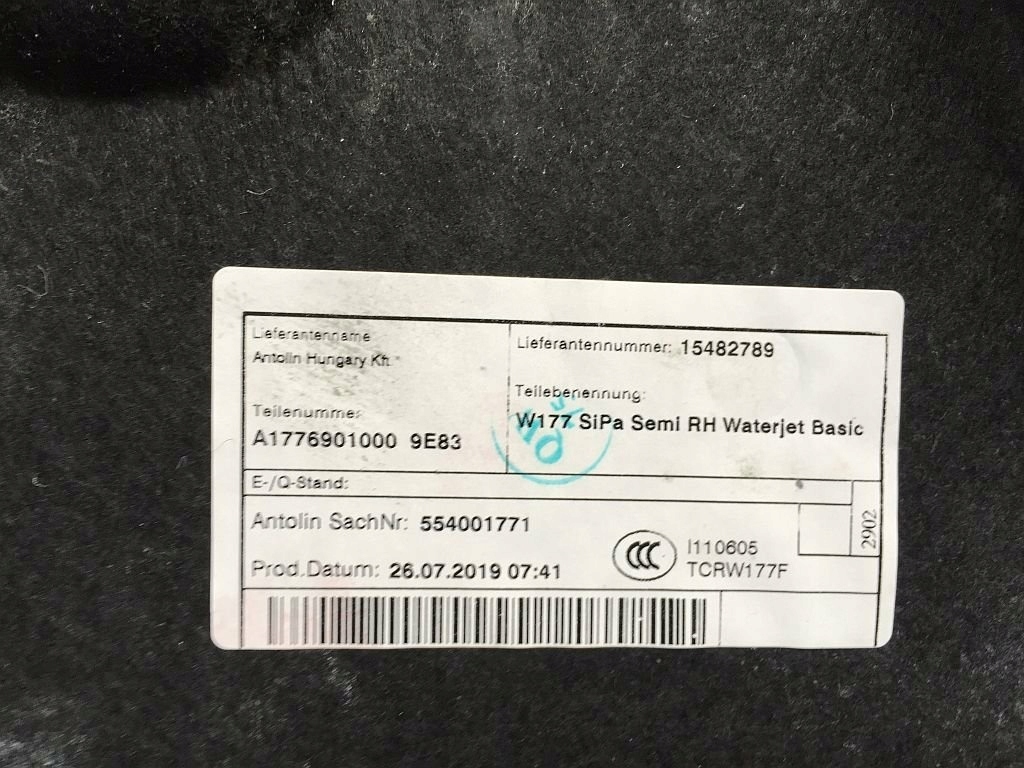 Lieferantenname
Antolin Hungary Kft.
Lieferantennummer: 15482789
Teilebenennung:
W177 SiPa Semi RH Waterjet Basic
Teilenummer
A1776901000 9E83
E-/Q-Stand:
Antolin SachNr: 554001771
Prod.Datum: 26.07.2019 07:41
CCC
I110605
TCRW177F
2902